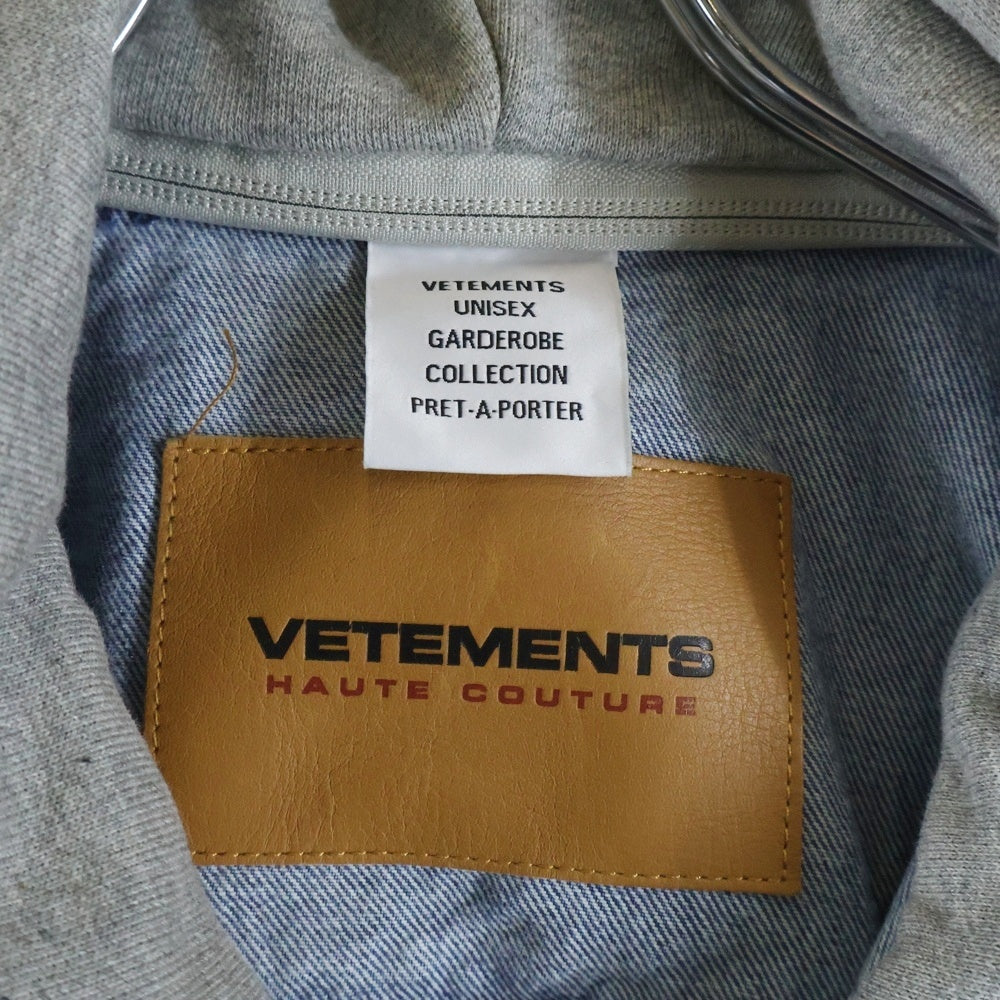 VETEMENTS
UNISEX
GARDEROBE
COLLECTION
PRET-A-PORTER
VETEMENTS
HAUTE COUTURE